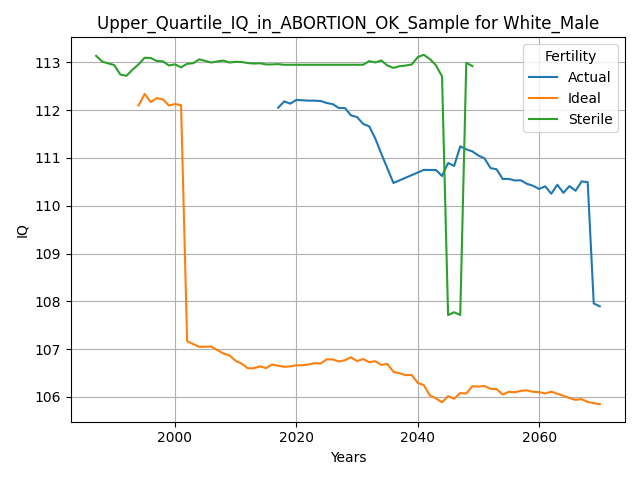 Upper_Quartile_IQ_in_ABORTION_OK_Sample for White_Male
Fertility
Actual
Ideal
Sterile
113
112
111
110
109
108
107
106
IQ
2000
2020
2040
2060
Years